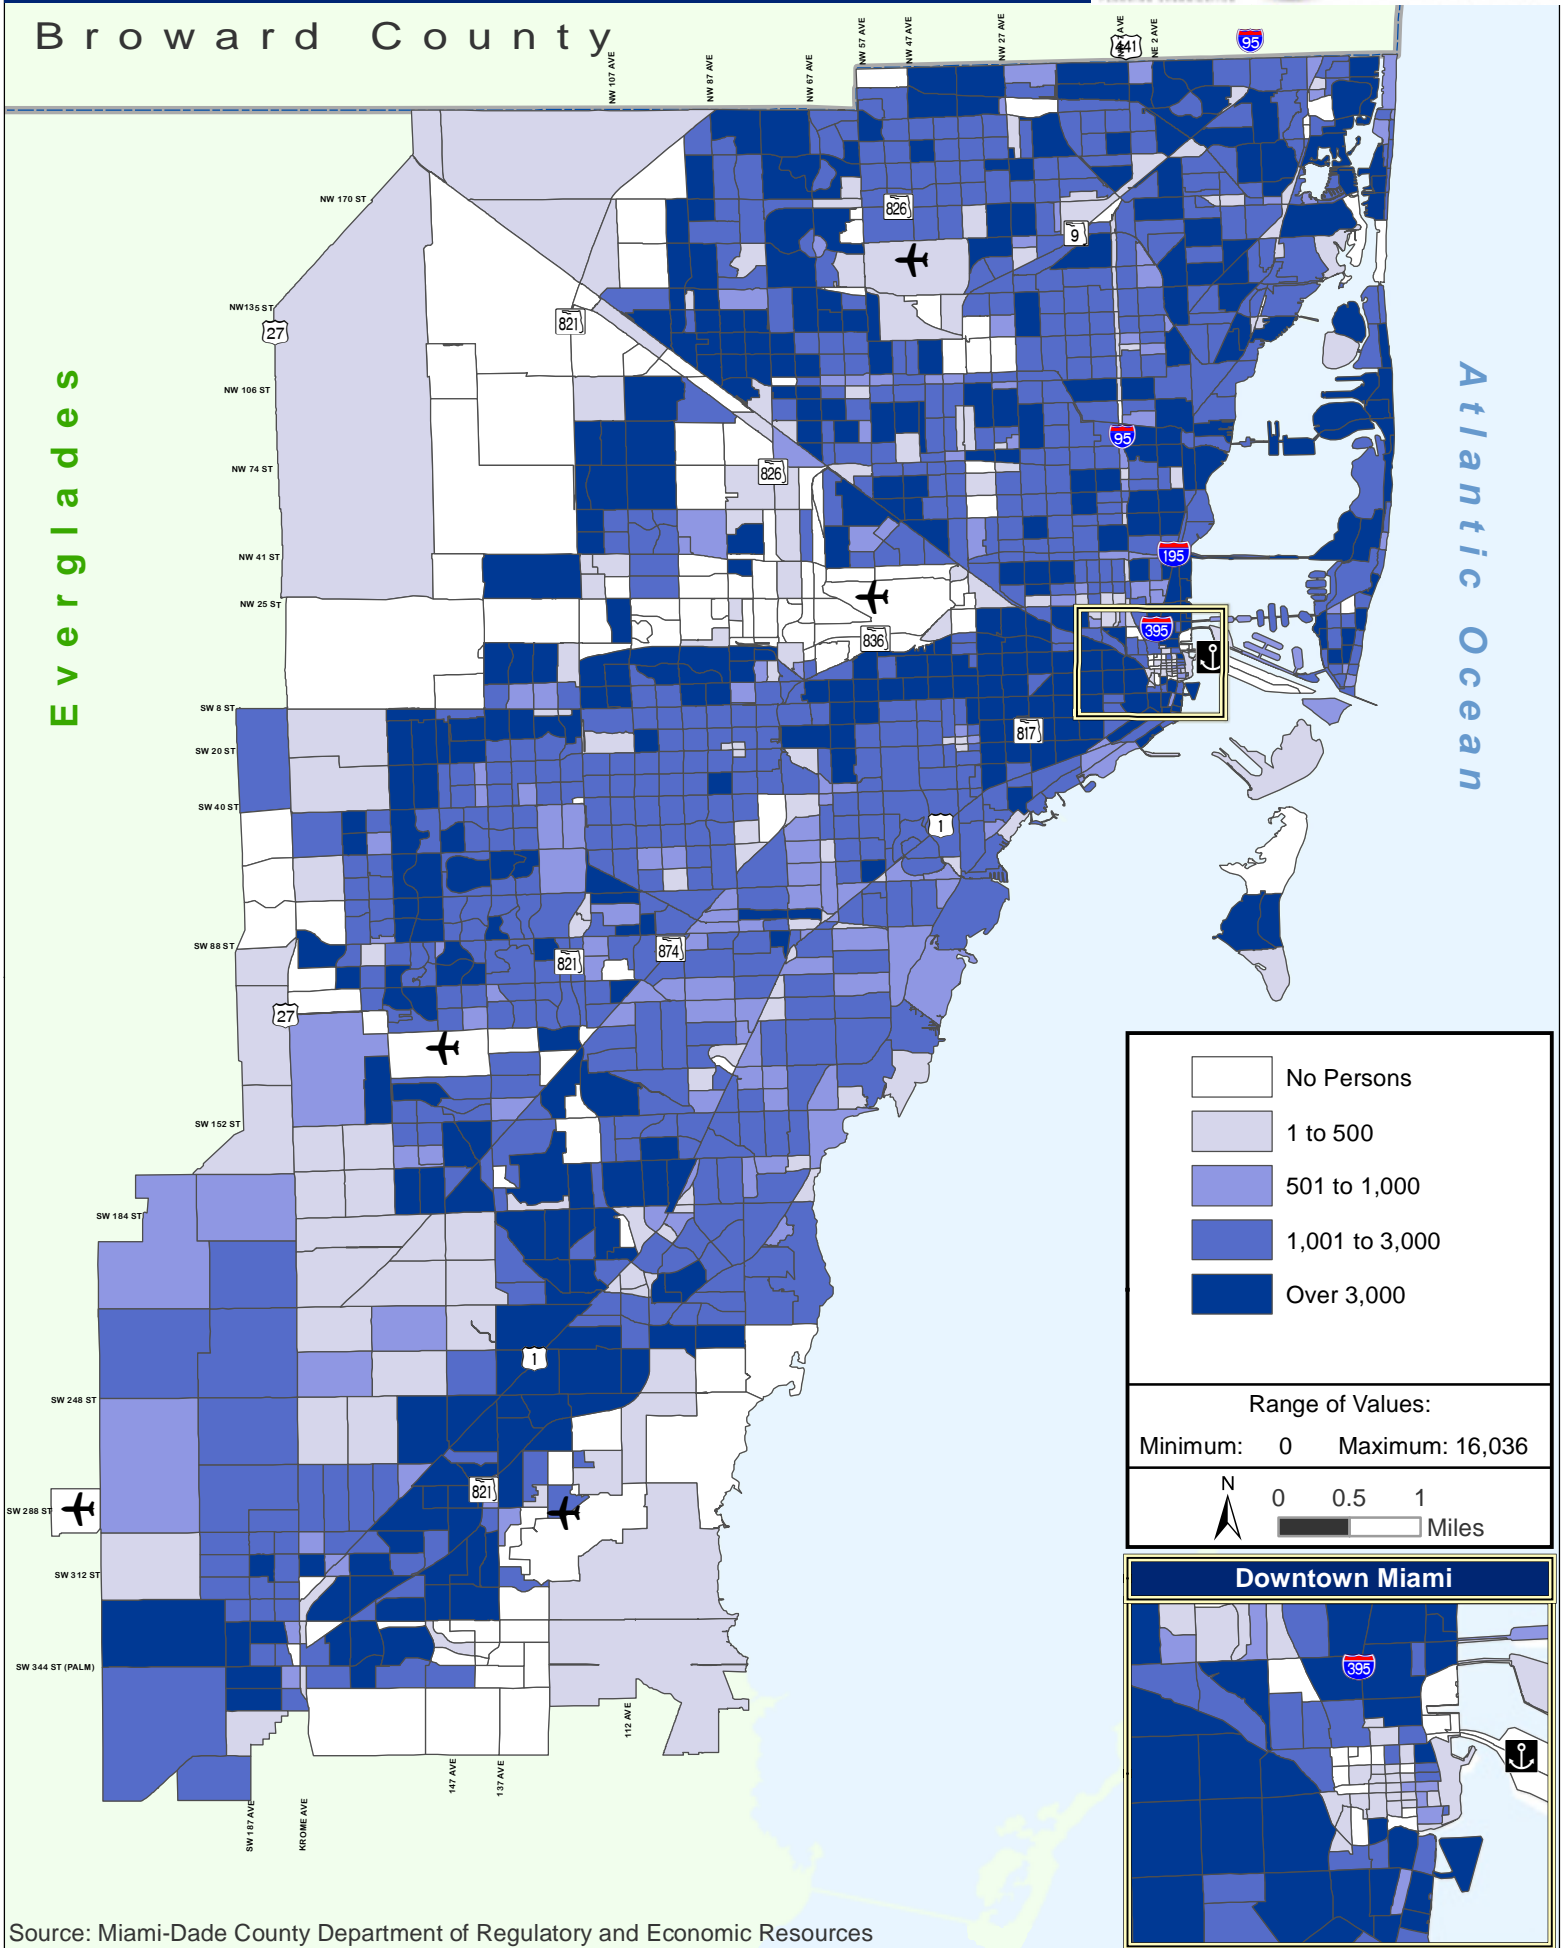 Broward County
NW 57 AVE
NW 47 AVE
NW 27 AVE
NE 2 AVE
441
95
NW 107 AVE
NW 87 AVE
NW 67 AVE
NW 170 ST
826
9
NW135 ST
27
821
Everglades
Atlantic Ocean
NW 106 ST
95
NW 74 ST
826
NW 41 ST
195
NW 25 ST
395
836
SW 8 ST
817
SW 20 ST
SW 40 ST
1
SW 88 ST
821
874
27
SW 152 ST
SW 184 ST
1
SW 248 ST
821
SW 288 ST
SW 312 ST
SW 344 ST (PALM)
112 AVE
147 AVE
137 AVE
SW 187 AVE
KROME AVE
No Persons
1 to 500
501 to 1,000
1,001 to 3,000
Over 3,000
Range of Values:
Minimum: 0 Maximum: 16,036
N
0 0.5 1
Miles
Downtown Miami
395
Source: Miami-Dade County Department of Regulatory and Economic Resources